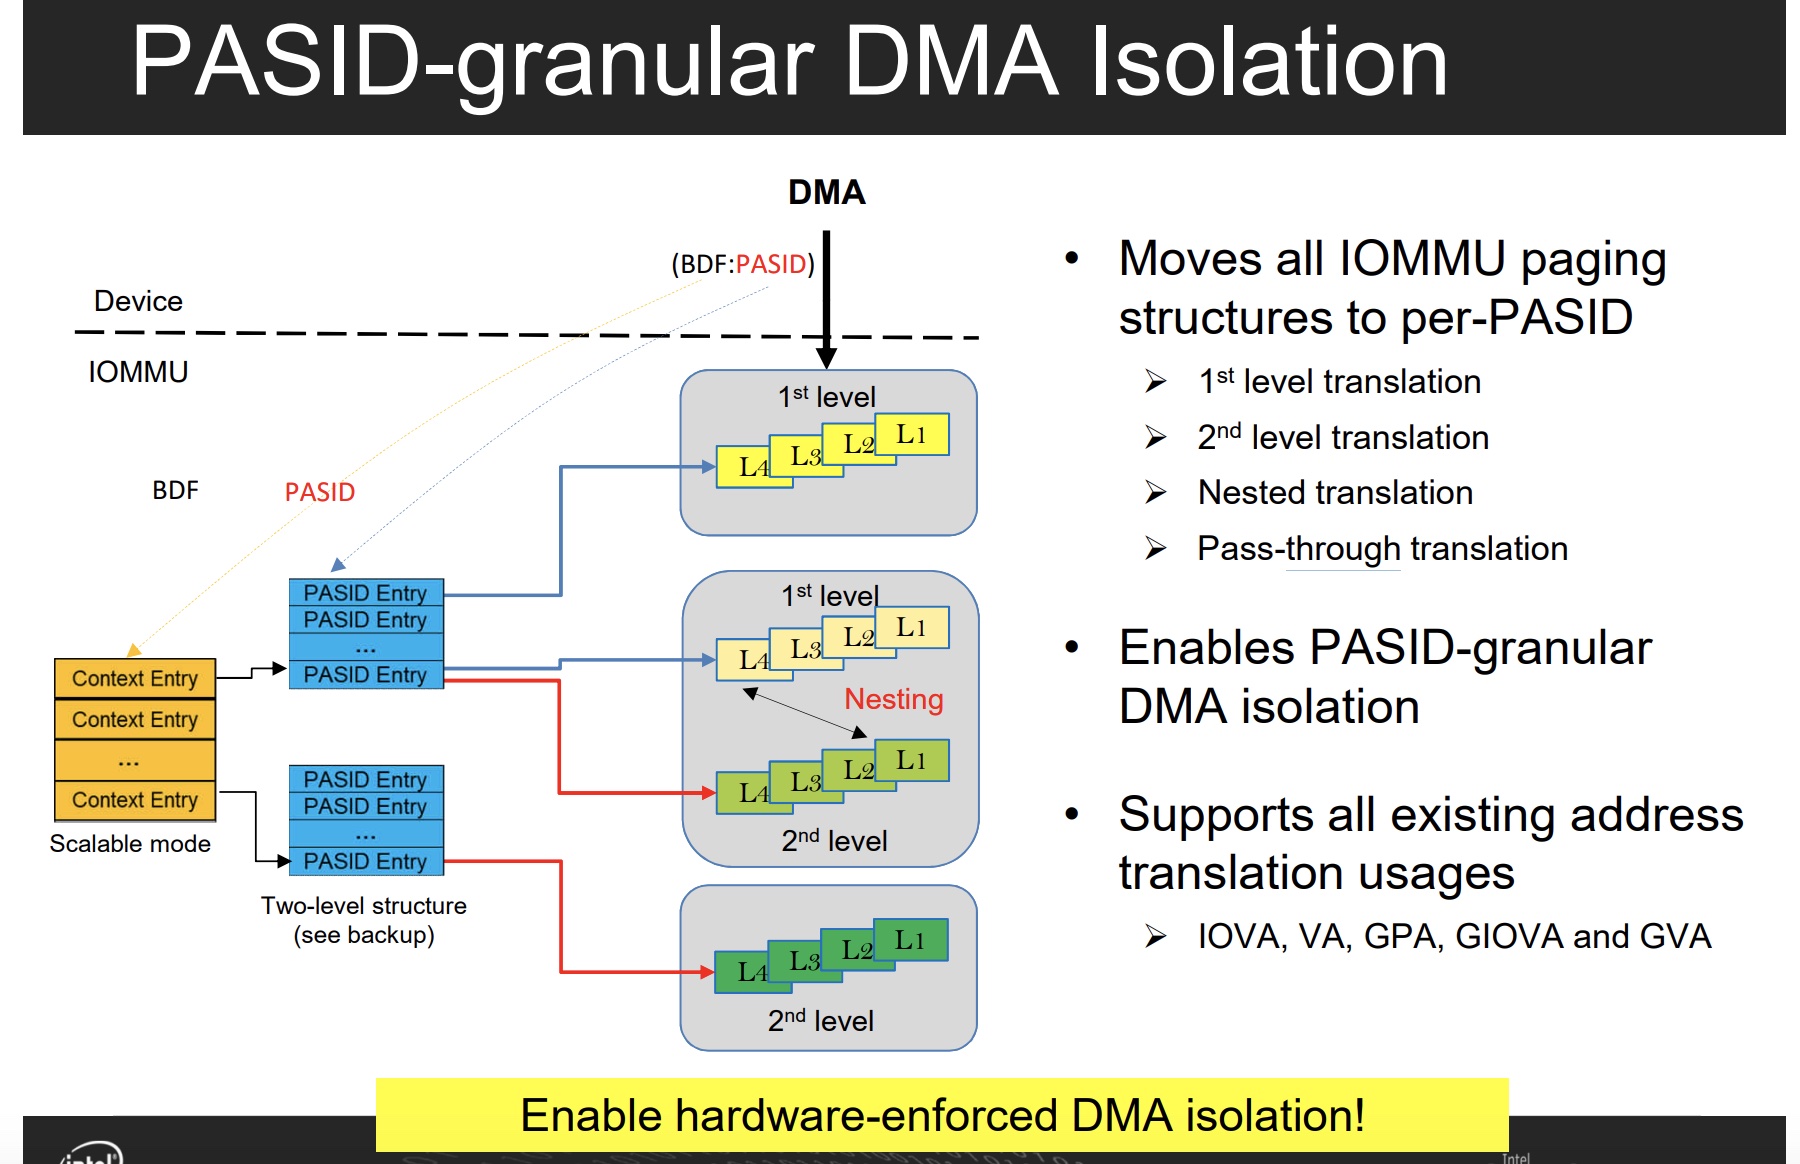 PASID-granular DMA Isolation
DMA
(BDF:PASID)
Device
IOMMU
BDF
PASID
Context Entry
Context Entry
...
Context Entry
Scalable mode
PASID Entry
PASID Entry
...
PASID Entry
PASID Entry
PASID Entry
...
PASID Entry
Two-level structure
(see backup)
1st level
L4 L3 L2 L1
1st level
L4 L3 L2 L1
Nesting
L4 L3 L2 L1
2nd level
L4 L3 L2 L1
2nd level
• Moves all IOMMU paging
structures to per-PASID
➢ 1st level translation
➢ 2nd level translation
➢ Nested translation
➢ Pass-through translation
• Enables PASID-granular
DMA isolation
• Supports all existing address
translation usages
➢ IOVA, VA, GPA, GIOVA and GVA
Enable hardware-enforced DMA isolation!
intel
Intel